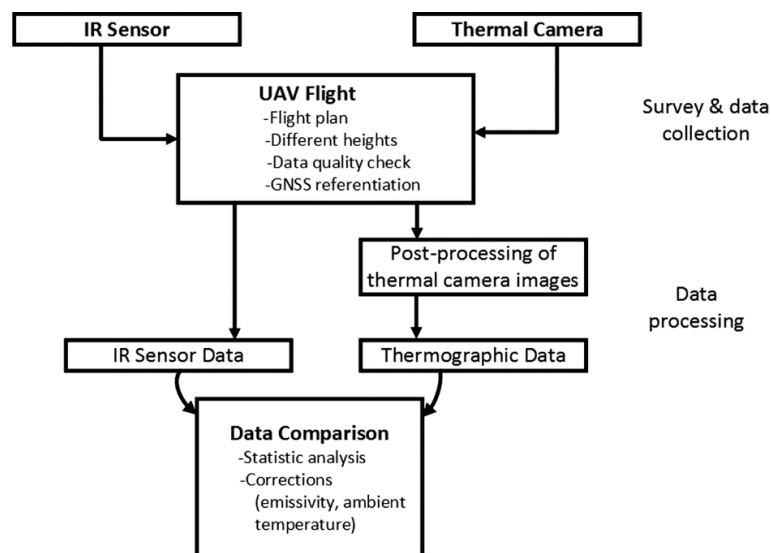 IR Sensor
Thermal Camera
UAV Flight
-Flight plan
-Different heights
-Data quality check
-GNSS referentiation
Survey & data
collection
Post-processing of
thermal camera images
Data
processing
IR Sensor Data
Thermographic Data
Data Comparison
-Statistic analysis
-Corrections
(emissivity, ambient
temperature)